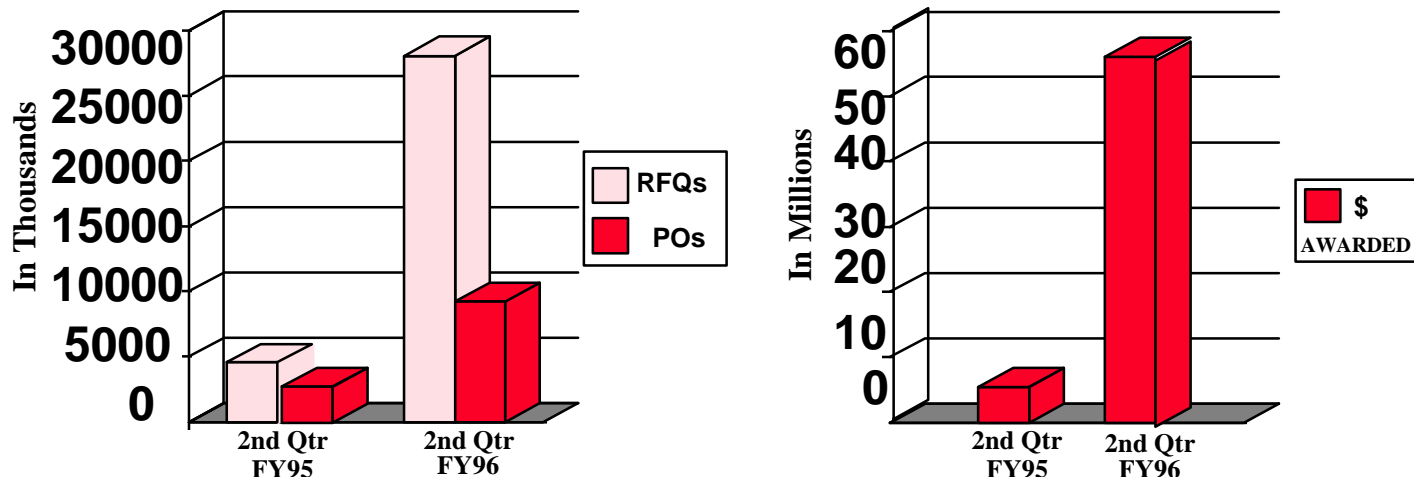 30000
25000
20000
15000
10000
5000
0
In Thousands
2nd Qtr
FY95
2nd Qtr
FY96
RFQs
POs
60
50
40
30
20
10
0
In Millions
2nd Qtr
FY95
2nd Qtr
FY96
$
AWARDED